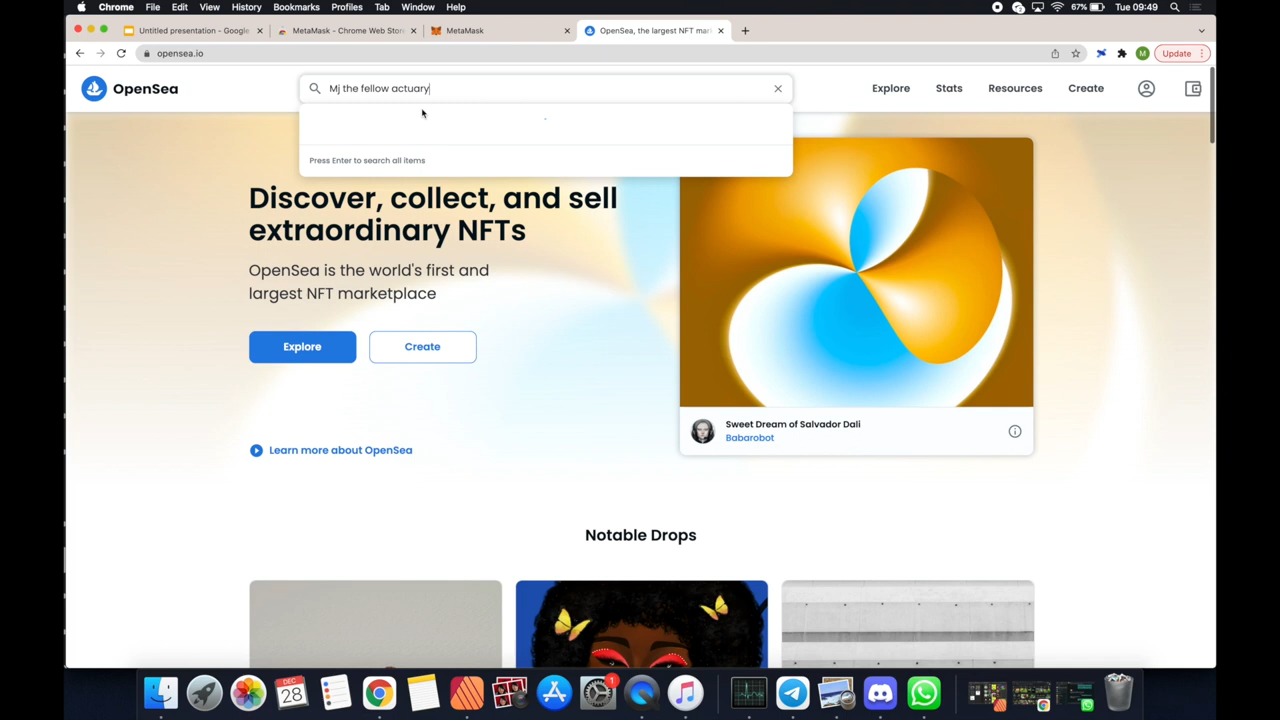 Chrome File Edit View History Bookmarks Profiles Tab Window Help 67% Tue 09:49
Untitled presentation - Google MetaMask - Chrome Web Stor MetaMask OpenSea, the largest NFT mar
opensea.io M Update
OpenSea Mj the fellow actuary Explore Stats Resources Create
Press Enter to search all items
Discover, collect, and sell
extraordinary NFTs
OpenSea is the world's first and
largest NFT marketplace
Explore Create
Sweet Dream of Salvador Dali
Babarobot
Learn more about OpenSea
Notable Drops
DEC
28
1